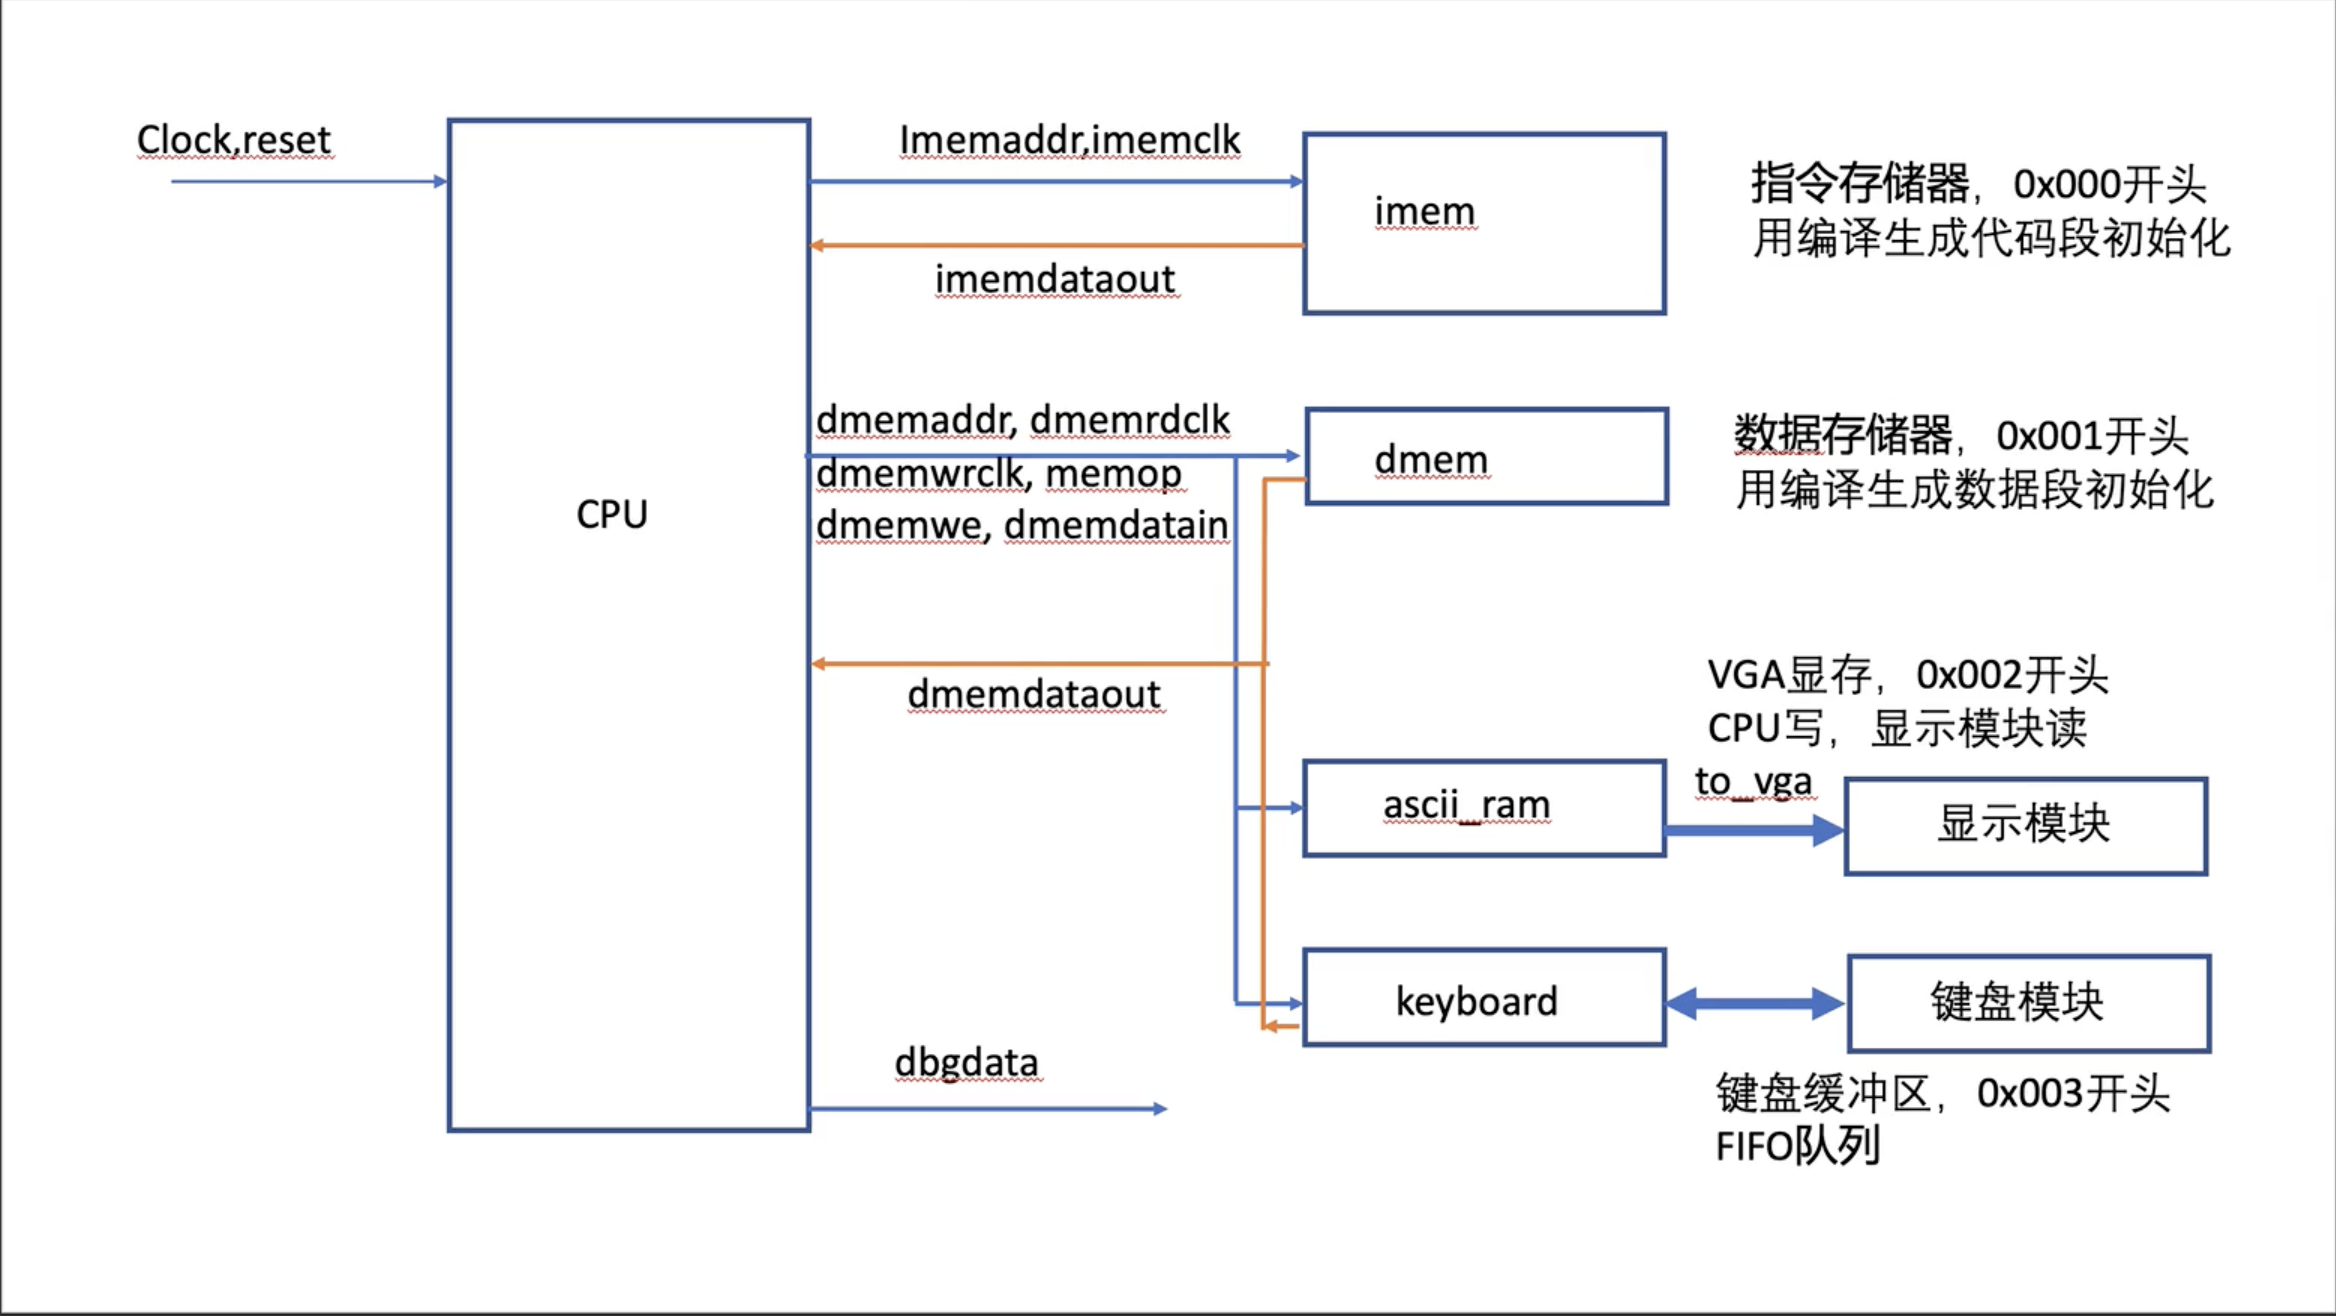 Clock,reset
CPU
Imemaddr,imemclk
imemdataout
imem
指令存储器，0x000开头
用编译生成代码段初始化
dmemaddr, dmemrdclk
dmemwrclk, memop
dmemwe, dmemdatain
dmem
数据存储器，0x001开头
用编译生成数据段初始化
dmemdataout
VGA显存，0x002开头
CPU写，显示模块读
ascii_ram
to_vga
显示模块
keyboard
键盘模块
键盘缓冲区，0x003开头
FIFO队列
dbgdata